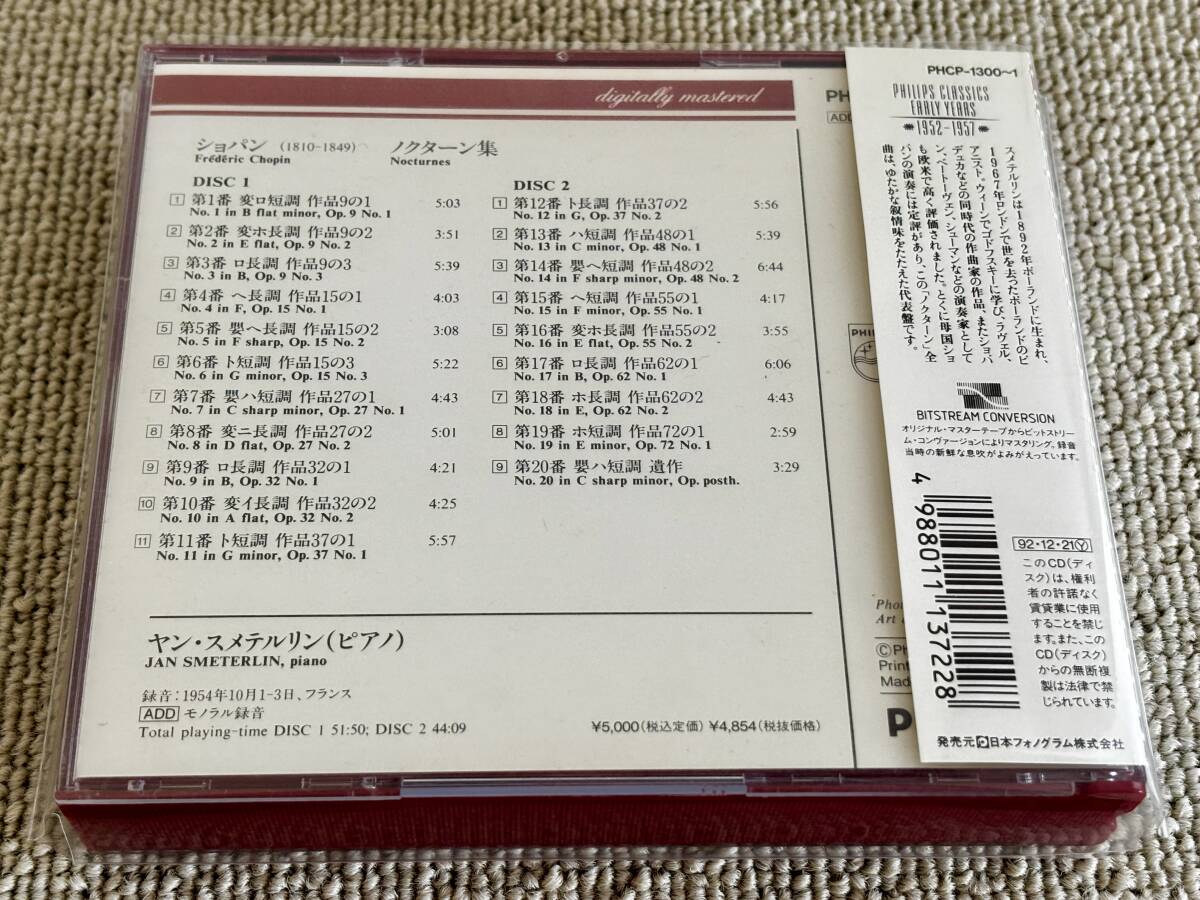 digitally mastered
ショパン (1810-1849) ノクターン集
Frédéric Chopin Nocturnes
DISC 1
1 第1番 変ロ短調 作品9の1 5:03
No. 1 in B flat minor, Op. 9 No. 1
2 第2番 変ホ長調 作品9の2 3:51
No. 2 in E flat, Op. 9 No. 2
3 第3番 ロ長調 作品9の3 5:39
No. 3 in B, Op. 9 No. 3
4 第4番 ヘ長調 作品15の1 4:03
No. 4 in F, Op. 15 No. 1
5 第5番 嬰ヘ長調 作品15の2 3:08
No. 5 in F sharp, Op. 15 No. 2
6 第6番 ト短調 作品15の3 5:22
No. 6 in G minor, Op. 15 No. 3
7 第7番 嬰ハ短調 作品27の1 4:43
No. 7 in C sharp minor, Op. 27 No. 1
8 第8番 変ニ長調 作品27の2 5:01
No. 8 in D flat, Op. 27 No. 2
9 第9番 ロ長調 作品32の1 4:21
No. 9 in B, Op. 32 No. 1
10 第10番 変イ長調 作品32の2 4:25
No. 10 in A flat, Op. 32 No. 2
11 第11番 ト短調 作品37の1 5:57
No. 11 in G minor, Op. 37 No. 1
DISC 2
1 第12番 ト長調 作品37の2 5:56
No. 12 in G, Op. 37 No. 2
2 第13番 ハ短調 作品48の1 5:39
No. 13 in C minor, Op. 48 No. 1
3 第14番 嬰ヘ短調 作品48の2 6:44
No. 14 in F sharp minor, Op. 48 No. 2
4 第15番 ヘ短調 作品55の1 4:17
No. 15 in F minor, Op. 55 No. 1
5 第16番 変ホ長調 作品55の2 3:55
No. 16 in E flat, Op. 55 No. 2
6 第17番 ロ長調 作品62の1 6:06
No. 17 in B, Op. 62 No. 1
7 第18番 ホ長調 作品62の2 4:43
No. 18 in E, Op. 62 No. 2
8 第19番 ホ短調 作品72の1 2:59
No. 19 in E minor, Op. 72 No. 1
9 第20番 嬰ハ短調 遺作 3:29
No. 20 in C sharp minor, Op. posth.
ヤン・スメテルリン(ピアノ)
JAN SMETERLIN, piano
録音:1954年10月1-3日、フランス
ADD モノラル録音
Total playing-time DISC 1 51:50; DISC 2 44:09
¥5,000(税込定価) ¥4,854(税抜価格)
PH
ADD
PHIL
Phot
Art
©Ph
Print
Made
P
PHCP-1300~1
PHILIPS CLASSICS
EARLY YEARS
1952-1957
スメテルリンは1892年ポーランドに生まれ、
1967年ロンドンで世を去ったポーランドのピ
アニスト。ウィーンでゴドフスキーに学び、ラヴェル、
デュカなどの同時代の作曲家の作品、またショパ
ン、ベートーヴェン、シューマンなどの演奏家として
も欧米で高く評価されました。とくに母国ショ
パンの演奏には定評があり、この「ノクターン」全
曲は、ゆたかな叙情味をたたえた代表盤です。
BITSTREAM CONVERSION
オリジナル・マスターテープからビットストリー
ム・コンヴァージョンによりマスタリング。録音
当時の新鮮な息吹がよみがえっています。
4 988011 137228
92・12・21Ⓨ
このCD(ディ
スク)は、権利
者の許諾なく
賃貸業に使用
することを禁じ
ます。また、この
CD(ディスク)
からの無断複
製は法律で禁
じられています。
発売元 日本フォノグラム株式会社